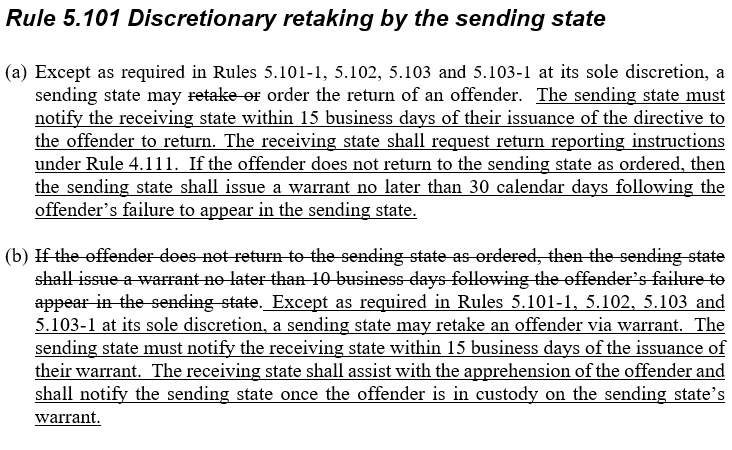 Rule 5.101 Discretionary retaking by the sending state
(a) Except as required in Rules 5.101-1, 5.102, 5.103 and 5.103-1 at its sole discretion, a
sending state may retake or order the return of an offender. The sending state must
notify the receiving state within 15 business days of their issuance of the directive to
the offender to return. The receiving state shall request return reporting instructions
under Rule 4.111. If the offender does not return to the sending state as ordered, then
the sending state shall issue a warrant no later than 30 calendar days following the
offender’s failure to appear in the sending state.
(b) If the offender does not return to the sending state as ordered, then the sending state
shall issue a warrant no later than 10 business days following the offender’s failure to
appear in the sending state. Except as required in Rules 5.101-1, 5.102, 5.103 and
5.103-1 at its sole discretion, a sending state may retake an offender via warrant. The
sending state must notify the receiving state within 15 business days of the issuance of
their warrant. The receiving state shall assist with the apprehension of the offender and
shall notify the sending state once the offender is in custody on the sending state’s
warrant.